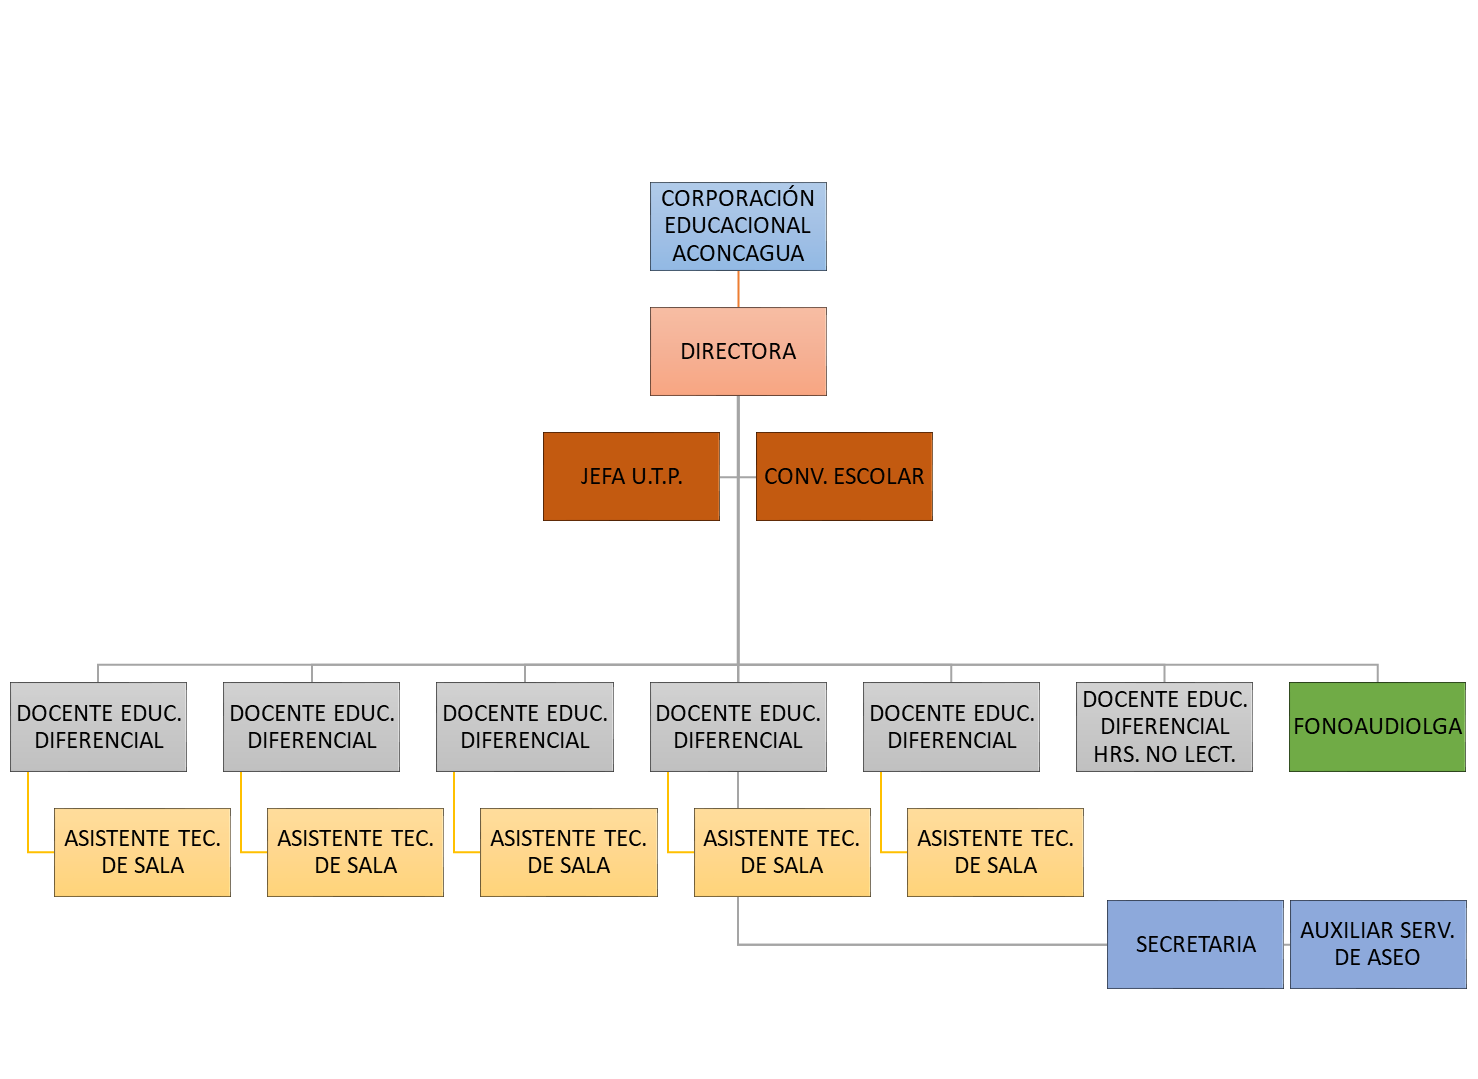 CORPORACIÓN
EDUCACIONAL
ACONCAGUA
DIRECTORA
JEFA U.T.P.
CONV. ESCOLAR
DOCENTE EDUC.
DIFERENCIAL
DOCENTE EDUC.
DIFERENCIAL
DOCENTE EDUC.
DIFERENCIAL
DOCENTE EDUC.
DIFERENCIAL
DOCENTE EDUC.
DIFERENCIAL
DOCENTE EDUC.
DIFERENCIAL
HRS. NO LECT.
FONOAUDIOLGA
ASISTENTE TEC.
DE SALA
ASISTENTE TEC.
DE SALA
ASISTENTE TEC.
DE SALA
ASISTENTE TEC.
DE SALA
ASISTENTE TEC.
DE SALA
SECRETARIA
AUXILIAR SERV.
DE ASEO